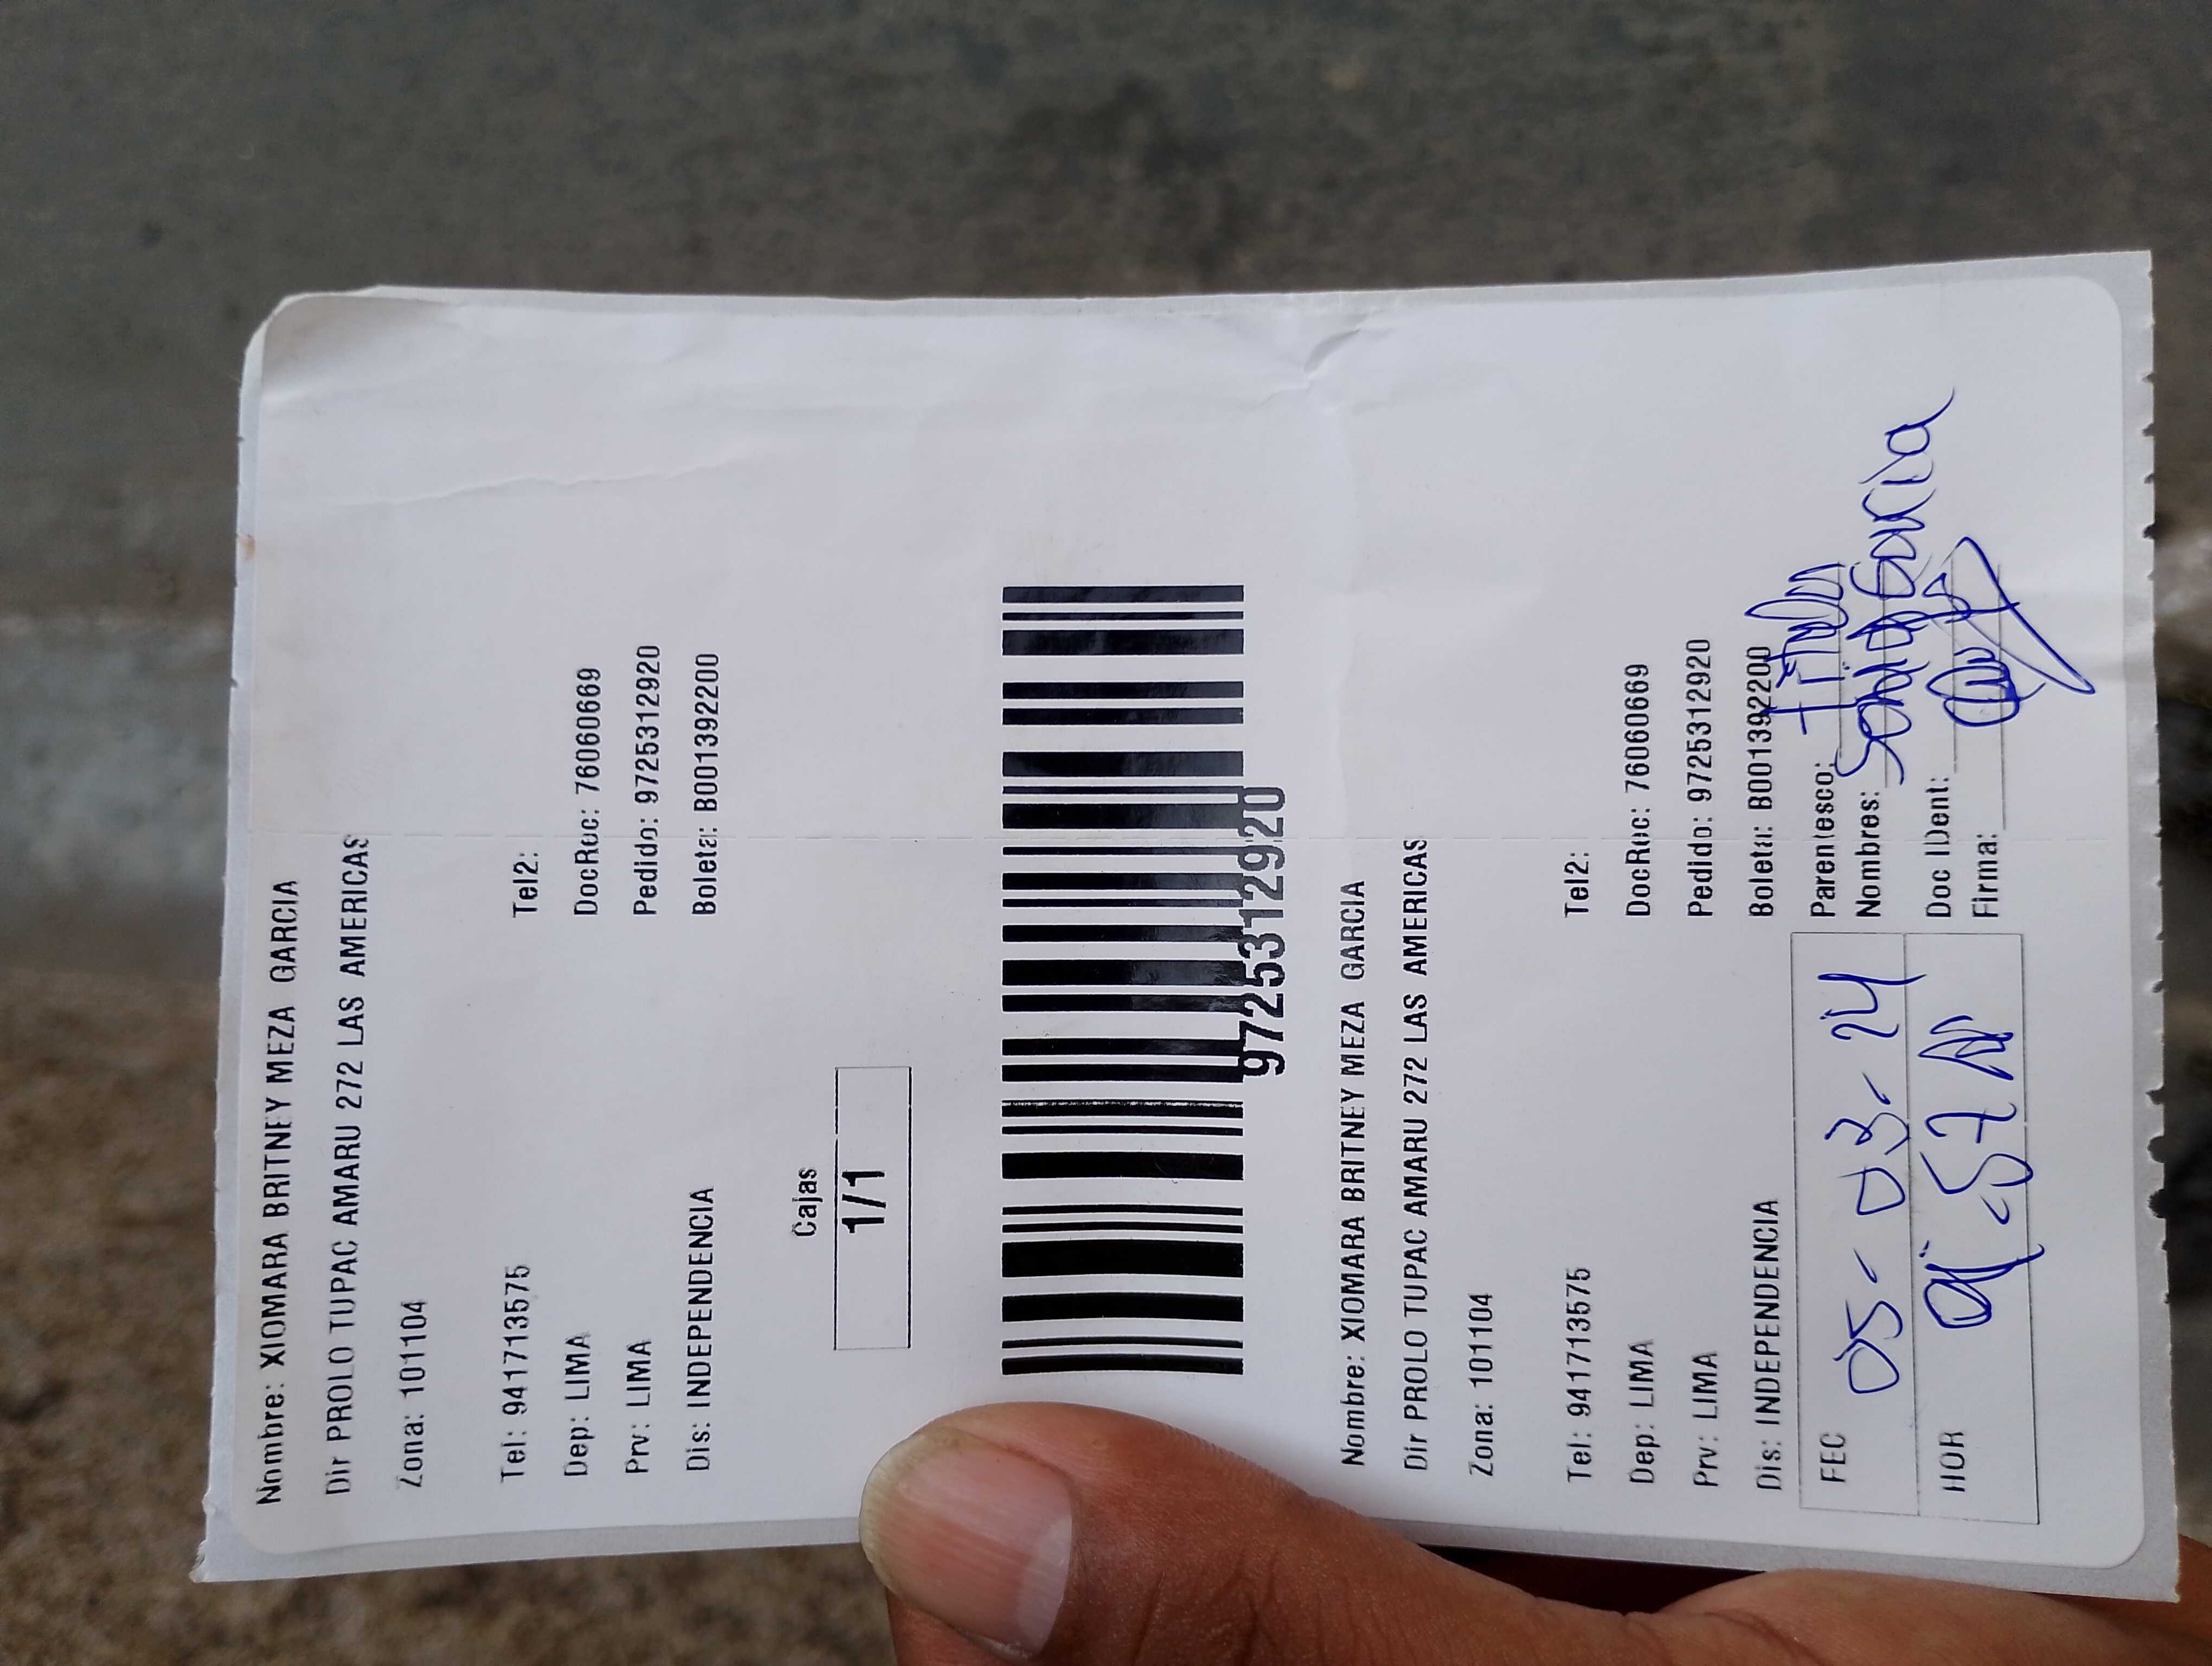 Nombre: XIOMARA BRITNEY MEZA GARCIA
Dir PROLO TUPAC AMARU 272 LAS AMERICAS
Zona: 101104
Tel: 941713575 Tel2:
Dep: LIMA DocRuc: 76060669
Prv: LIMA Pedido: 9725312920
Dis: INDEPENDENCIA Boleta: B001392200
Cajas
1/1
9725312920
Nombre: XIOMARA BRITNEY MEZA GARCIA
Dir PROLO TUPAC AMARU 272 LAS AMERICAS
Zona: 101104
Tel: 941713575 Tel2:
Dep: LIMA DocRuc: 76060669
Prv: LIMA Pedido: 9725312920
Dis: INDEPENDENCIA Boleta: B001392200
FEC 05-03-24 Parentesco:
Nombres: Garcia
HOR Doc IDent:
Firma: